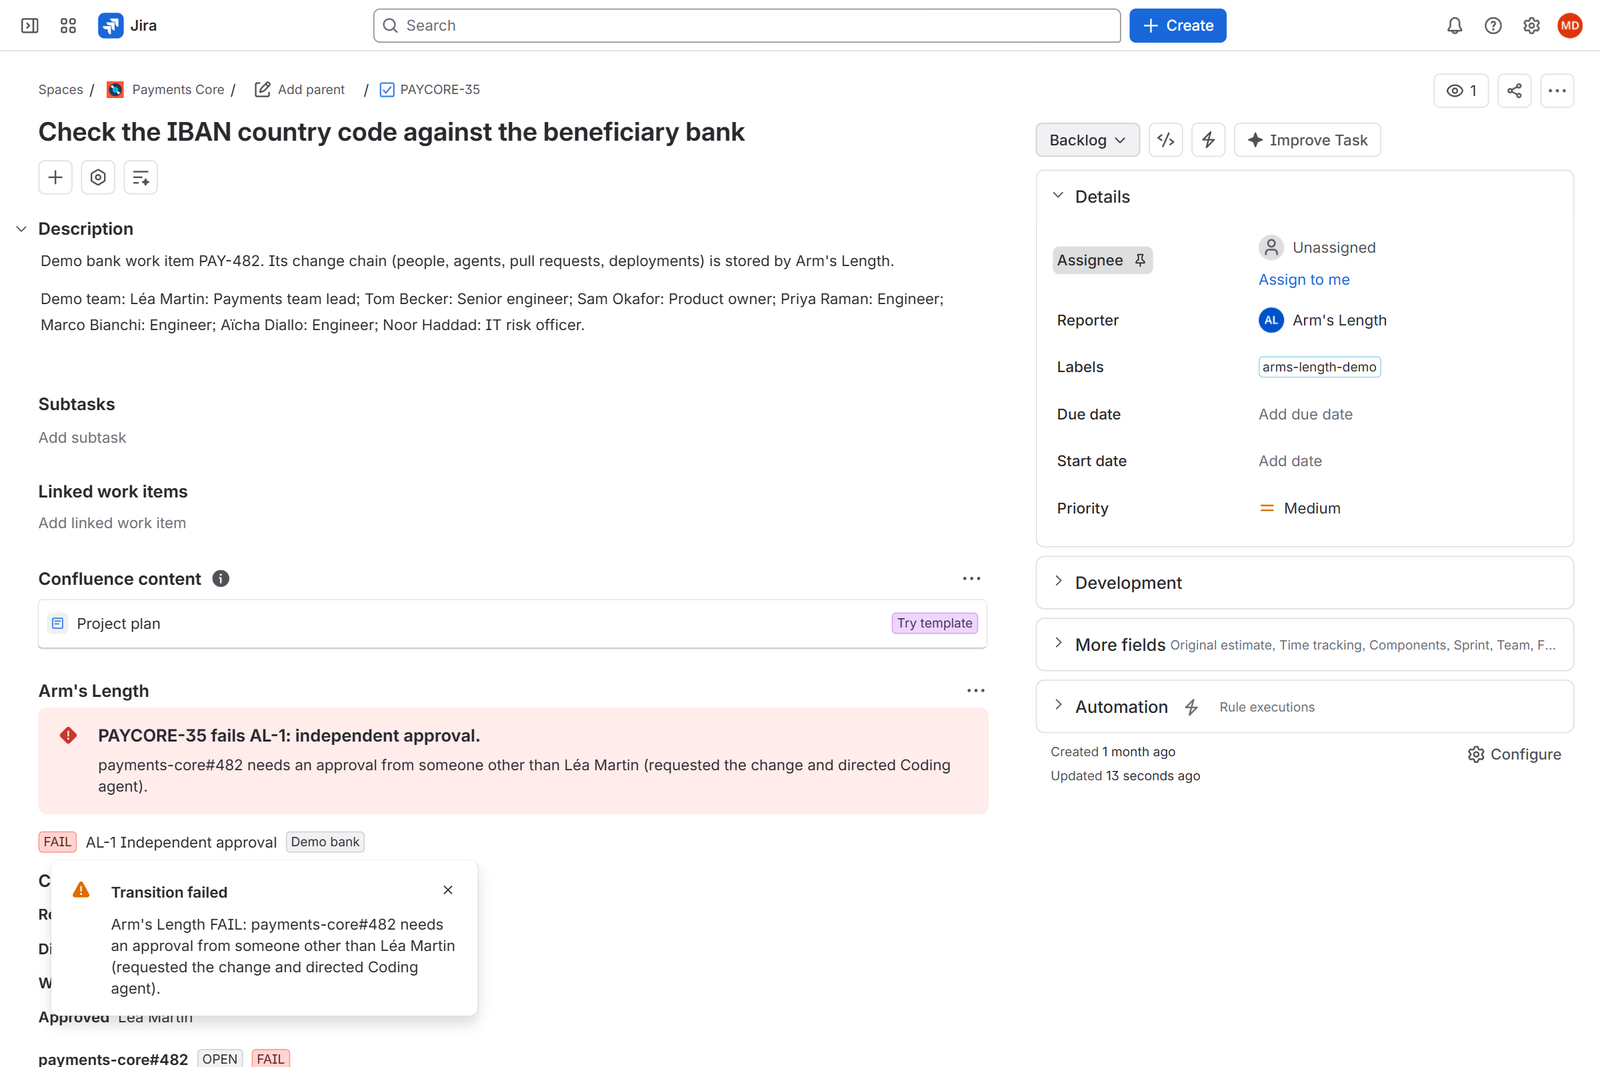 Jira
Search
Create
MD
Spaces / Payments Core / Add parent / PAYCORE-35
1
Check the IBAN country code against the beneficiary bank
Backlog
Improve Task
Description
Demo bank work item PAY-482. Its change chain (people, agents, pull requests, deployments) is stored by Arm's Length.
Demo team: Léa Martin: Payments team lead; Tom Becker: Senior engineer; Sam Okafor: Product owner; Priya Raman: Engineer;
Marco Bianchi: Engineer; Aïcha Diallo: Engineer; Noor Haddad: IT risk officer.
Subtasks
Add subtask
Linked work items
Add linked work item
Confluence content
Project plan
Try template
Arm's Length
PAYCORE-35 fails AL-1: independent approval.
payments-core#482 needs an approval from someone other than Léa Martin (requested the change and directed Coding
agent).
FAIL AL-1 Independent approval Demo bank
Transition failed
Arm's Length FAIL: payments-core#482 needs
an approval from someone other than Léa Martin
(requested the change and directed Coding
agent).
Approved Léa Martin
payments-core#482 OPEN FAIL
Details
Assignee
Unassigned
Assign to me
Reporter
AL Arm's Length
Labels
arms-length-demo
Due date
Add due date
Start date
Add date
Priority
Medium
Development
More fields Original estimate, Time tracking, Components, Sprint, Team, F...
Automation
Rule executions
Created 1 month ago
Updated 13 seconds ago
Configure